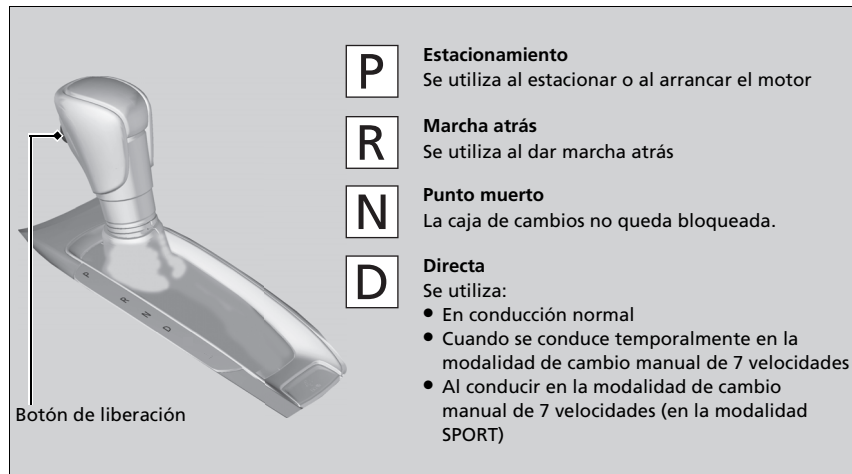 P
Estacionamiento
Se utiliza al estacionar o al arrancar el motor
R
Marcha atrás
Se utiliza al dar marcha atrás
N
Punto muerto
La caja de cambios no queda bloqueada.
D
Directa
Se utiliza:
● En conducción normal
● Cuando se conduce temporalmente en la
modalidad de cambio manual de 7 velocidades
● Al conducir en la modalidad de cambio
manual de 7 velocidades (en la modalidad
SPORT)
P
R
N
D
Botón de liberación